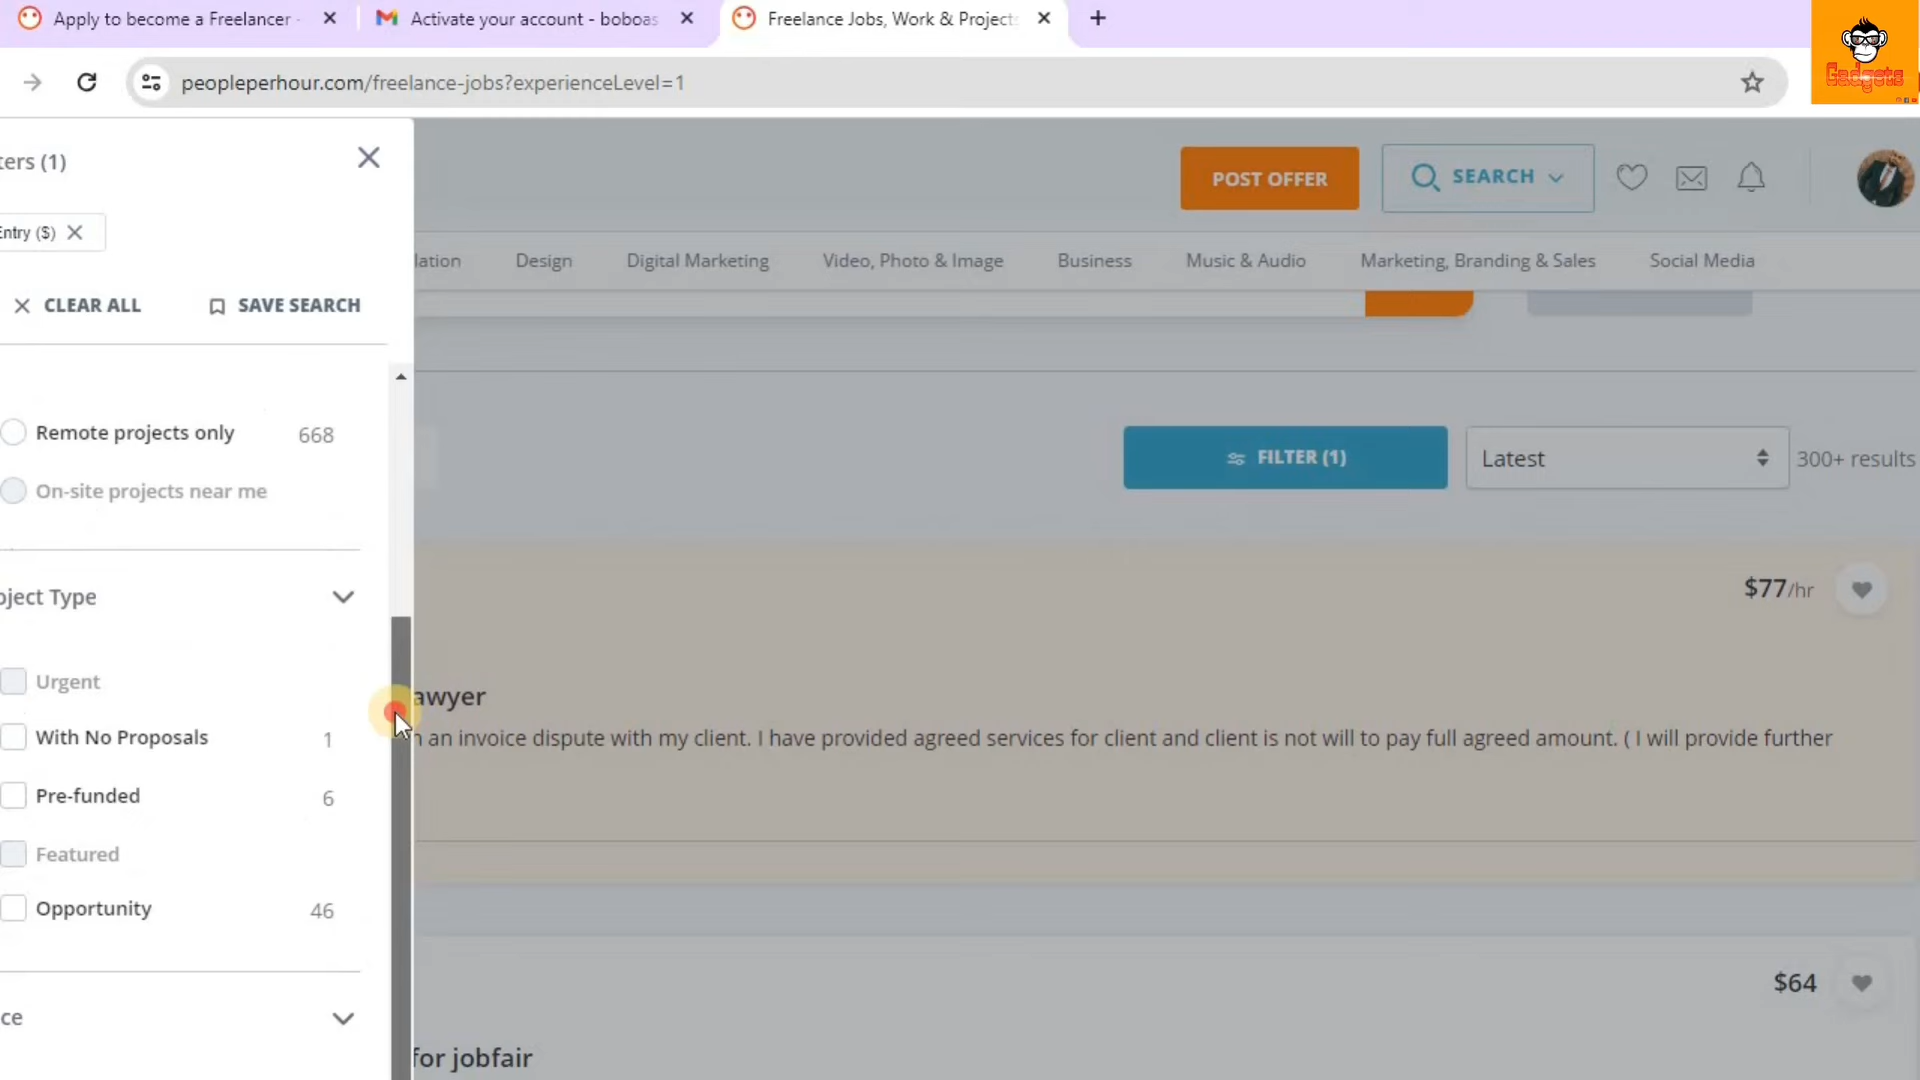 Apply to become a Freelancer -
Activate your account - boboas
Freelance Jobs, Work & Projects
peopleperhour.com/freelance-jobs?experienceLevel=1
Gadgets
ters (1)
POST OFFER
SEARCH
Entry ($)
lation
Design
Digital Marketing
Video, Photo & Image
Business
Music & Audio
Marketing, Branding & Sales
Social Media
CLEAR ALL
SAVE SEARCH
Remote projects only 668
FILTER (1)
Latest
300+ results
On-site projects near me
oject Type
$77/hr
Urgent
awyer
With No Proposals 1
n an invoice dispute with my client. I have provided agreed services for client and client is not will to pay full agreed amount. ( I will provide further
Pre-funded 6
Featured
Opportunity 46
$64
ce
for jobfair